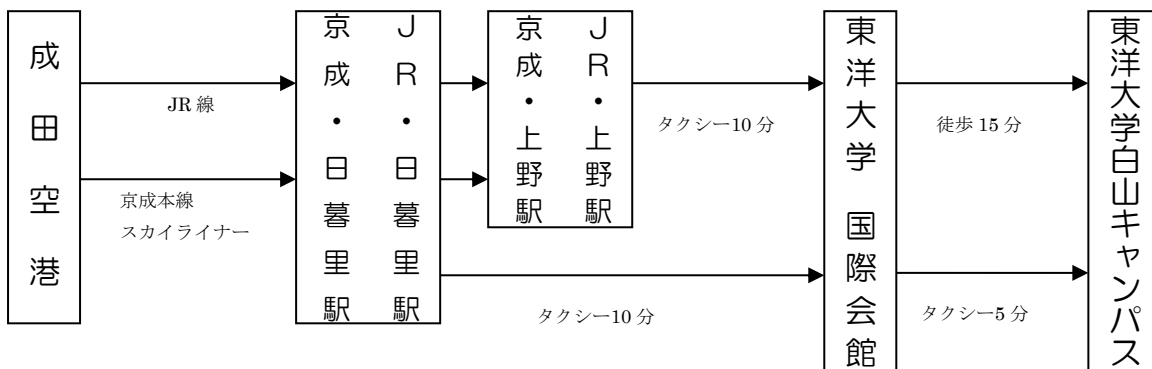 成田空港
JR 線
京成本線
スカイライナー
JR・日暮里駅
京成・日暮里駅
JR・上野駅
京成・上野駅
タクシー10 分
タクシー10 分
東洋大学 国際会館
徒歩 15 分
タクシー5 分
東洋大学白山キャンパス